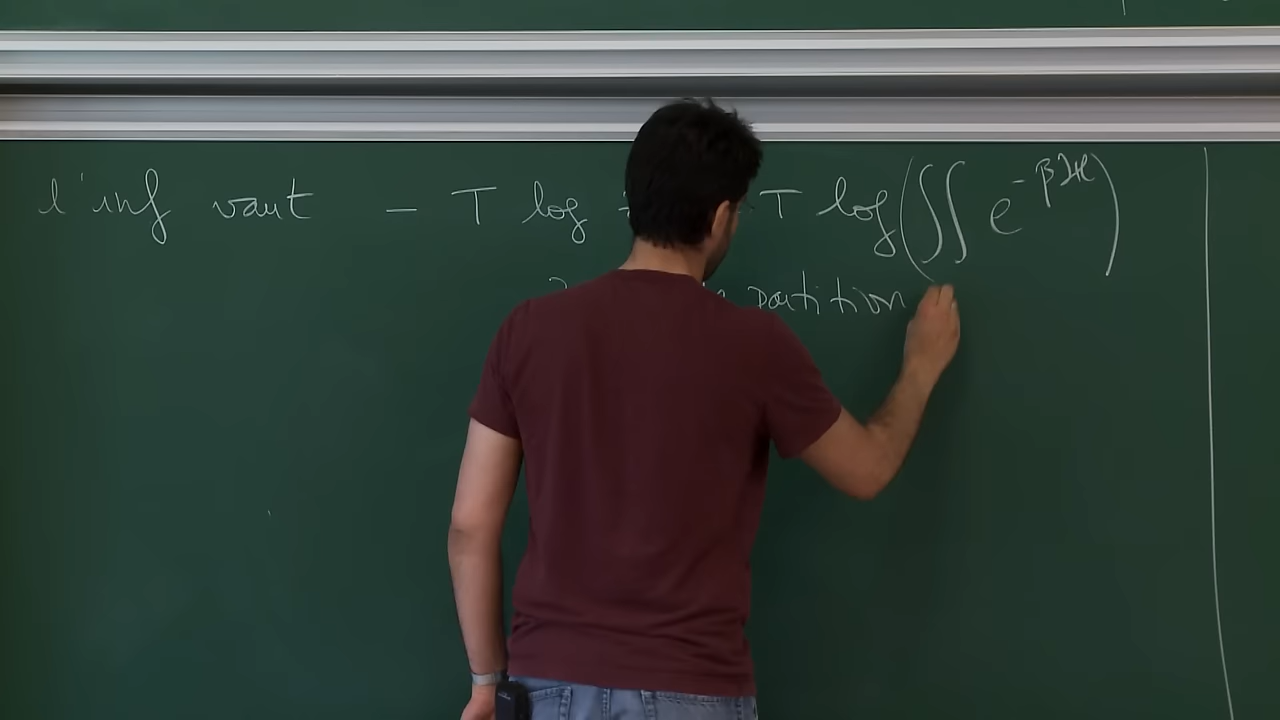 l'inf vaut − T log T log(∬ e^{-βℋ})
partition